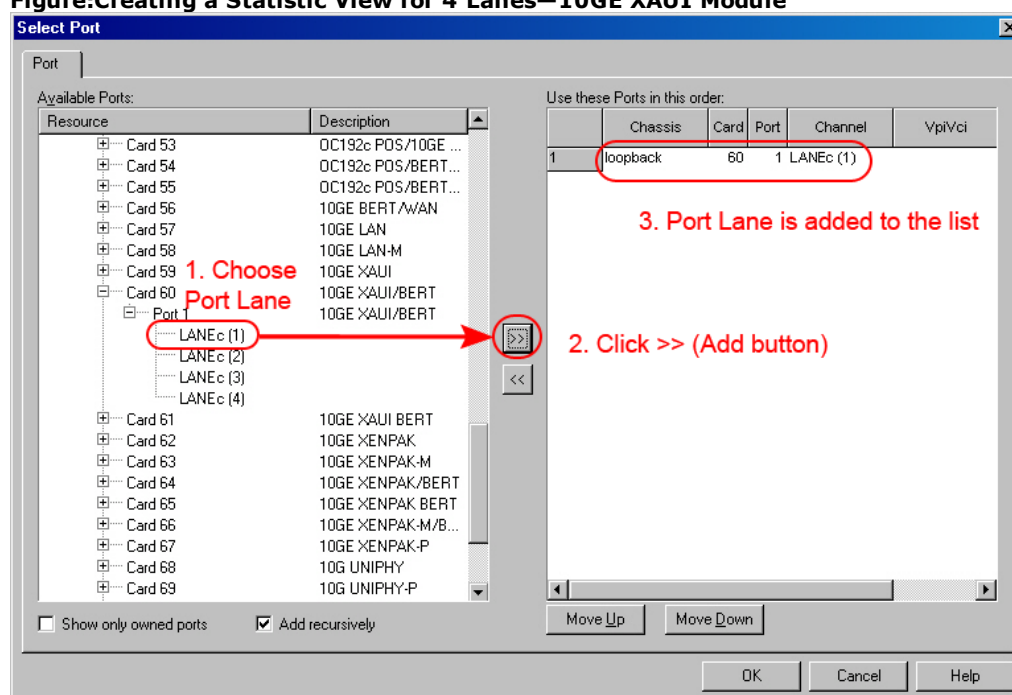 Figure:Creating a Statistic View for 4 Lanes—10GE XAUI Module
Select Port
Port
Available Ports:
Resource Description
Card 53 OC192c POS/10GE ...
Card 54 OC192c POS/BERT...
Card 55 OC192c POS/BERT...
Card 56 10GE BERT/WAN
Card 57 10GE LAN
Card 58 10GE LAN-M
Card 59 10GE XAUI
Card 60 10GE XAUI/BERT
Port 1 10GE XAUI/BERT
LANEc (1)
LANEc (2)
LANEc (3)
LANEc (4)
Card 61 10GE XAUI BERT
Card 62 10GE XENPAK
Card 63 10GE XENPAK-M
Card 64 10GE XENPAK/BERT
Card 65 10GE XENPAK BERT
Card 66 10GE XENPAK-M/B...
Card 67 10GE XENPAK-P
Card 68 10G UNIPHY
Card 69 10G UNIPHY-P
1. Choose
Port Lane
Show only owned ports Add recursively
>>
<<
2. Click >> (Add button)
Use these Ports in this order:
Chassis Card Port Channel VpiVci
1 loopback 60 1 LANEc (1)
3. Port Lane is added to the list
Move Up Move Down
OK Cancel Help